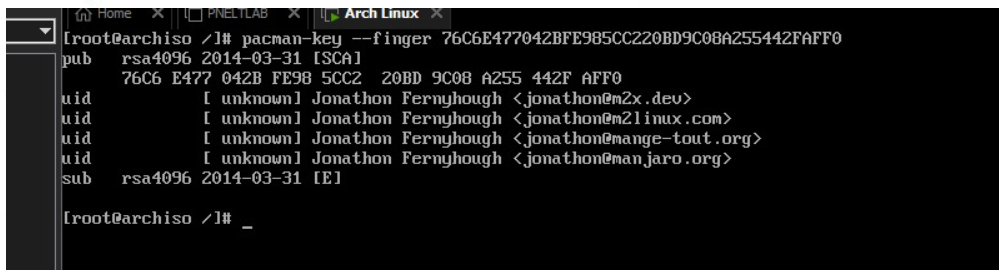 Home × PNELTLAB × Arch Linux ×
[root@archiso /]# pacman-key --finger 76C6E477042BFE985CC220BD9C08A255442FAFF0
pub   rsa4096 2014-03-31 [SCA]
      76C6 E477 042B FE98 5CC2  20BD 9C08 A255 442F AFF0
uid           [ unknown] Jonathon Fernyhough <jonathon@m2x.dev>
uid           [ unknown] Jonathon Fernyhough <jonathon@m2linux.com>
uid           [ unknown] Jonathon Fernyhough <jonathon@mange-tout.org>
uid           [ unknown] Jonathon Fernyhough <jonathon@manjaro.org>
sub   rsa4096 2014-03-31 [E]
[root@archiso /]# _